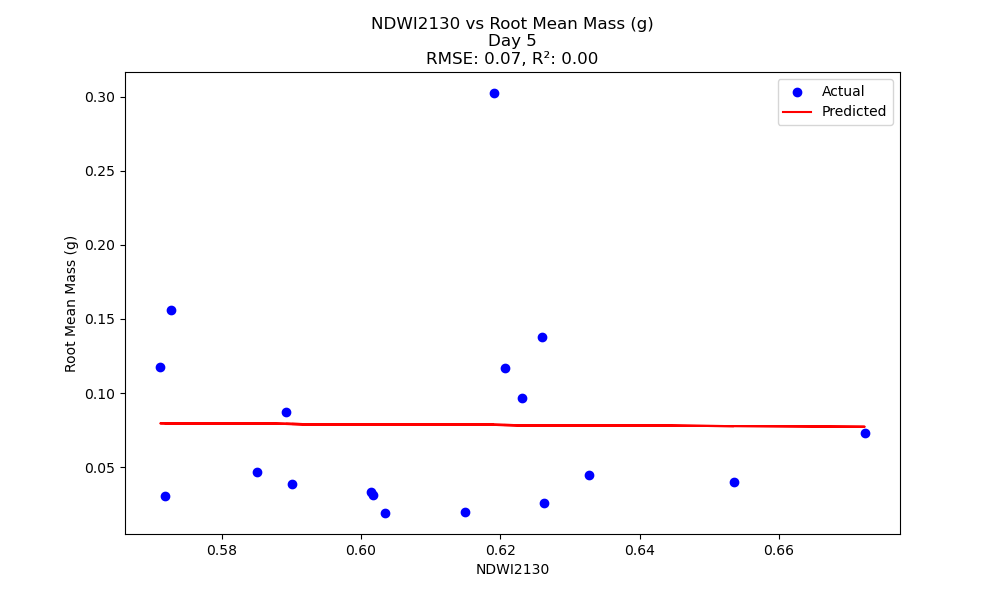 NDWI2130 vs Root Mean Mass (g)
Day 5
RMSE: 0.07, R²: 0.00
Actual
Predicted
0.30
0.25
0.20
0.15
0.10
0.05
Root Mean Mass (g)
0.58
0.60
0.62
0.64
0.66
NDWI2130